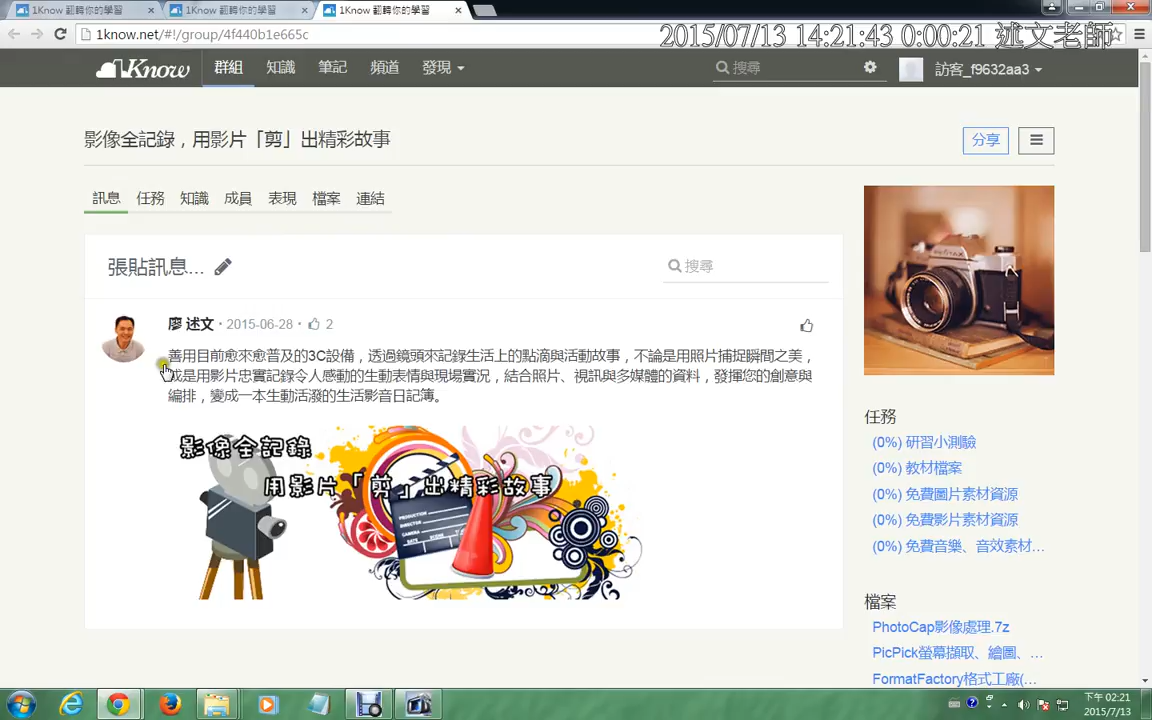 1Know 翻轉你的學習
1Know 翻轉你的學習
1Know 翻轉你的學習
1know.net/#!/group/4f440b1e665c
2015/07/13 14:21:43 0:00:21 述文老師
1Know
群組
知識
筆記
頻道
發現
搜尋
訪客_f9632aa3
影像全記錄，用影片「剪」出精彩故事
分享
訊息
任務
知識
成員
表現
檔案
連結
張貼訊息...
搜尋
廖 述文 · 2015-06-28 · 2
善用目前愈來愈普及的3C設備，透過鏡頭來記錄生活上的點滴與活動故事，不論是用照片捕捉瞬間之美，
或是用影片忠實記錄令人感動的生動表情與現場實況，結合照片、視訊與多媒體的資料，發揮您的創意與
編排，變成一本生動活潑的生活影音日記簿。
影像全記錄
用影片「剪」出精彩故事
PRODUCTION
DIRECTOR
CAMERA
DATE SCENE
任務
(0%) 研習小測驗
(0%) 教材檔案
(0%) 免費圖片素材資源
(0%) 免費影片素材資源
(0%) 免費音樂、音效素材...
檔案
PhotoCap影像處理.7z
PicPick螢幕擷取、繪圖、...
FormatFactory格式工廠(...
下午 02:21
2015/7/13